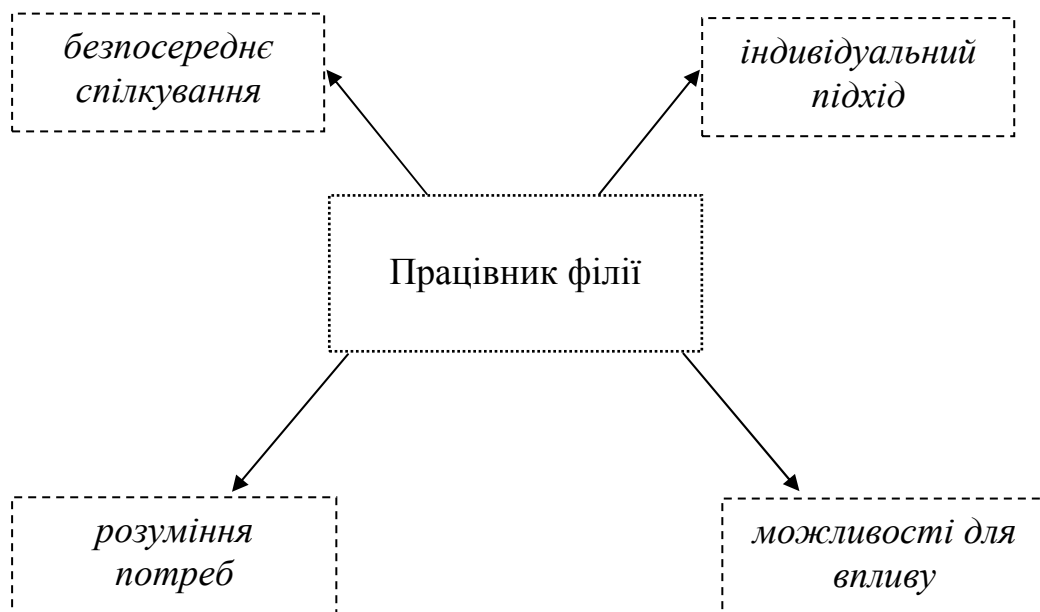 безпосереднє
спілкування
індивідуальний
підхід
Працівник філії
розуміння
потреб
можливості для
впливу